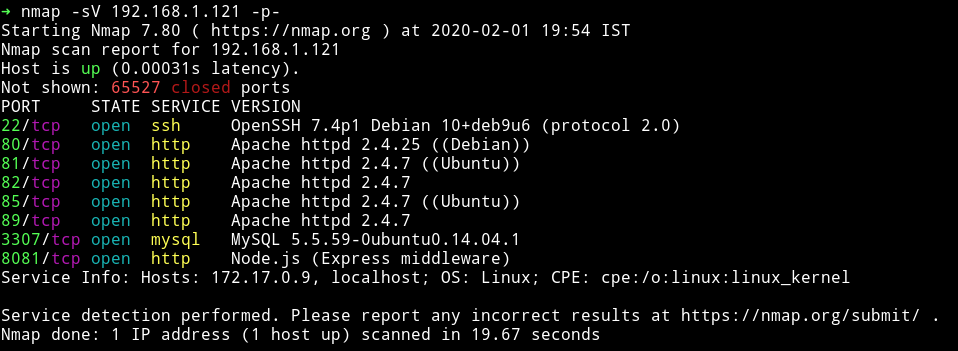 ➜ nmap -sV 192.168.1.121 -p-
Starting Nmap 7.80 ( https://nmap.org ) at 2020-02-01 19:54 IST
Nmap scan report for 192.168.1.121
Host is up (0.00031s latency).
Not shown: 65527 closed ports
PORT     STATE SERVICE VERSION
22/tcp   open  ssh     OpenSSH 7.4p1 Debian 10+deb9u6 (protocol 2.0)
80/tcp   open  http    Apache httpd 2.4.25 ((Debian))
81/tcp   open  http    Apache httpd 2.4.7 ((Ubuntu))
82/tcp   open  http    Apache httpd 2.4.7
85/tcp   open  http    Apache httpd 2.4.7 ((Ubuntu))
89/tcp   open  http    Apache httpd 2.4.7
3307/tcp open  mysql   MySQL 5.5.59-0ubuntu0.14.04.1
8081/tcp open  http    Node.js (Express middleware)
Service Info: Hosts: 172.17.0.9, localhost; OS: Linux; CPE: cpe:/o:linux:linux_kernel

Service detection performed. Please report any incorrect results at https://nmap.org/submit/ .
Nmap done: 1 IP address (1 host up) scanned in 19.67 seconds